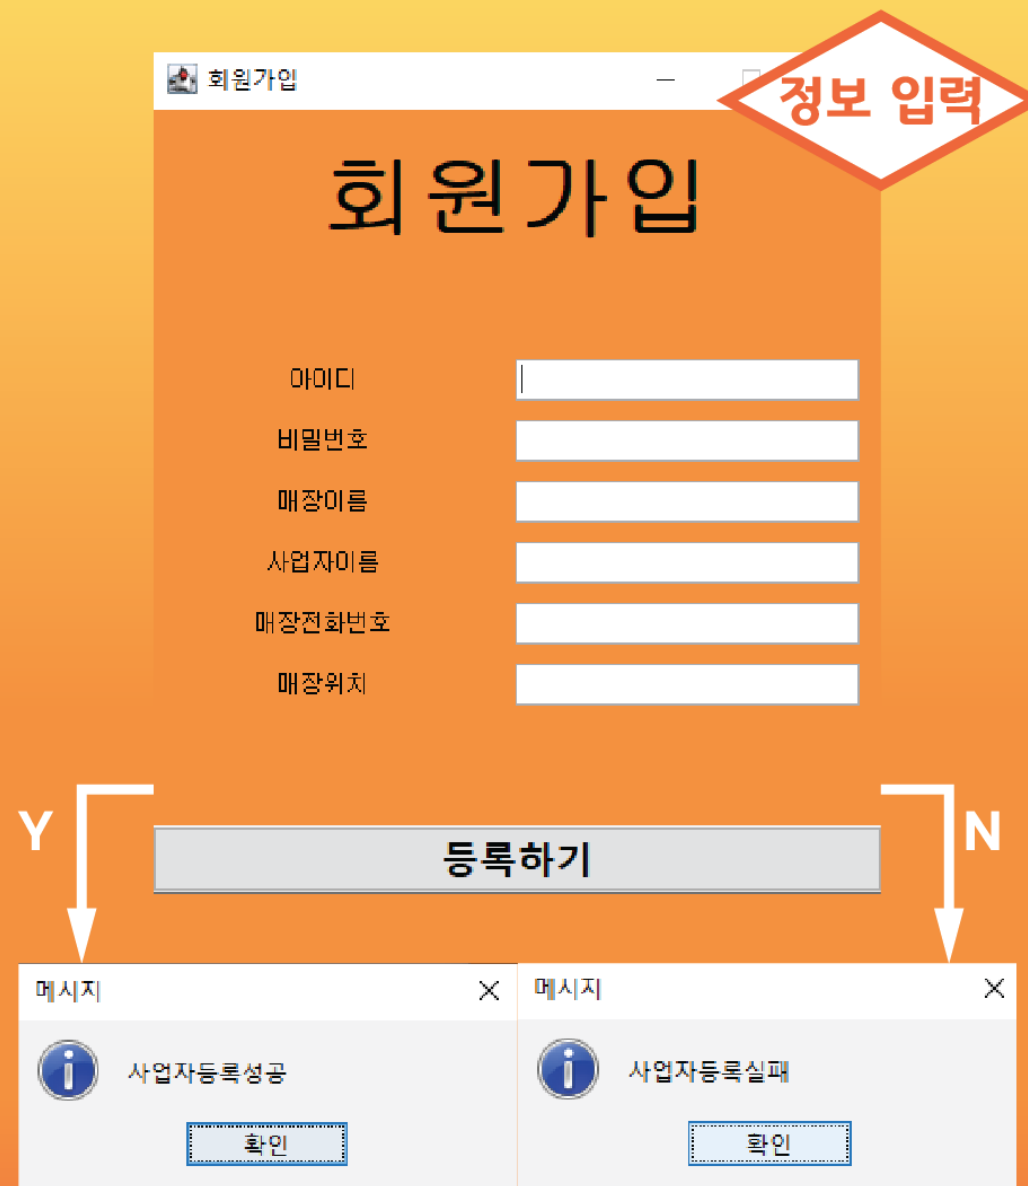 회원가입
정보 입력
회원가입
아이디
비밀번호
매장이름
사업자이름
매장전화번호
매장위치
Y
N
등록하기
메시지
사업자등록성공
확인
메시지
사업자등록실패
확인